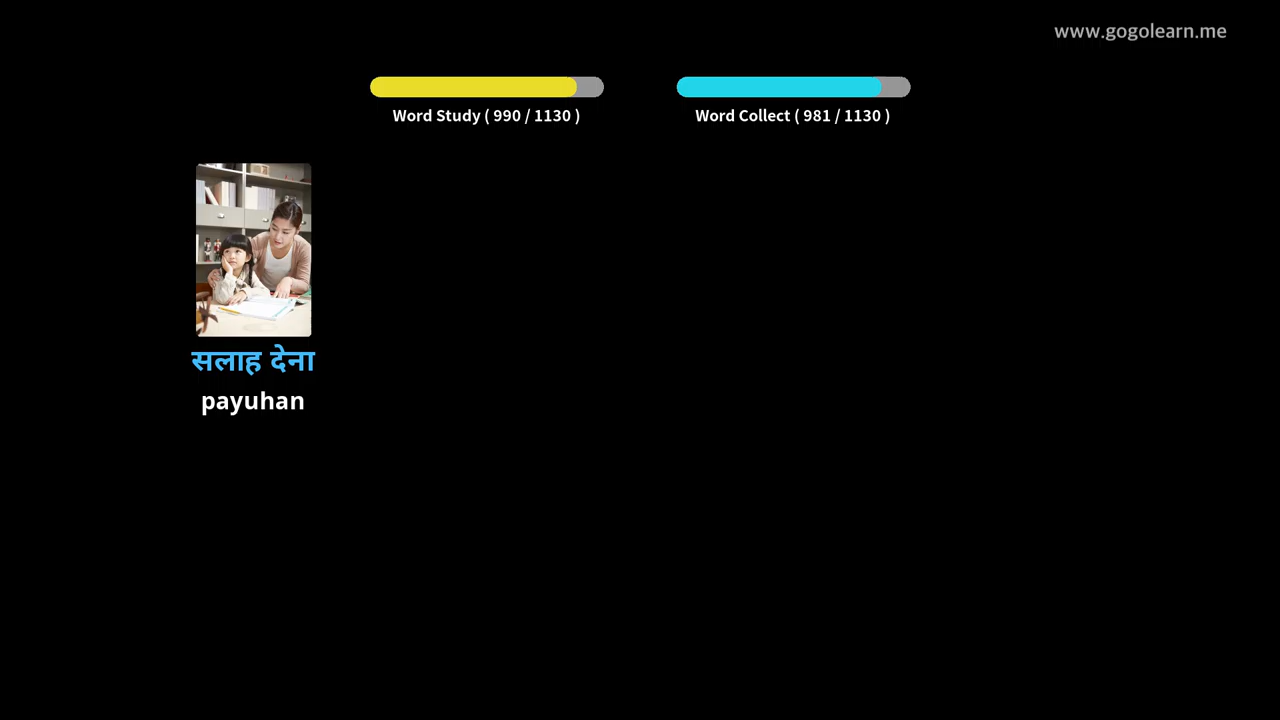 www.gogolearn.me
Word Study ( 990 / 1130 )
Word Collect ( 981 / 1130 )
सलाह देना
payuhan